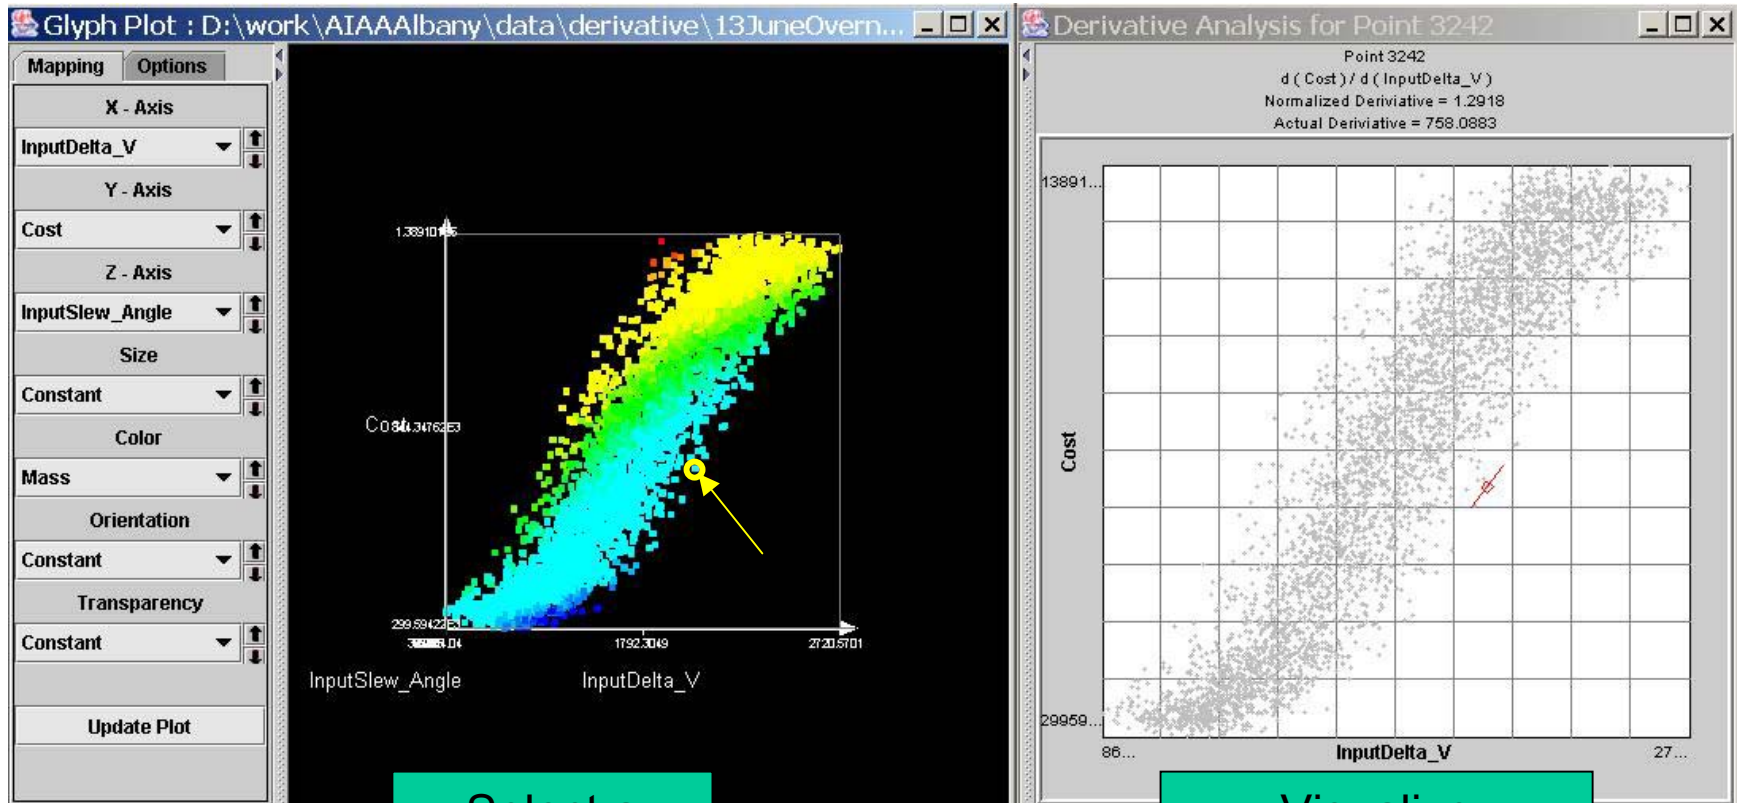 Glyph Plot : D:\work\AIAAAlbany\data\derivative\13JuneOvern...
Mapping
Options
X - Axis
InputDelta_V
Y - Axis
Cost
Z - Axis
InputSlew_Angle
Size
Constant
Color
Mass
Orientation
Constant
Transparency
Constant
Update Plot
Cost
1792.3049
2720.5701
InputSlew_Angle
InputDelta_V
Derivative Analysis for Point 3242
Point 3242
d ( Cost ) / d ( InputDelta_V )
Normalized Deriviative = 1.2918
Actual Deriviative = 758.0883
13891...
Cost
29959...
86...
InputDelta_V
27...